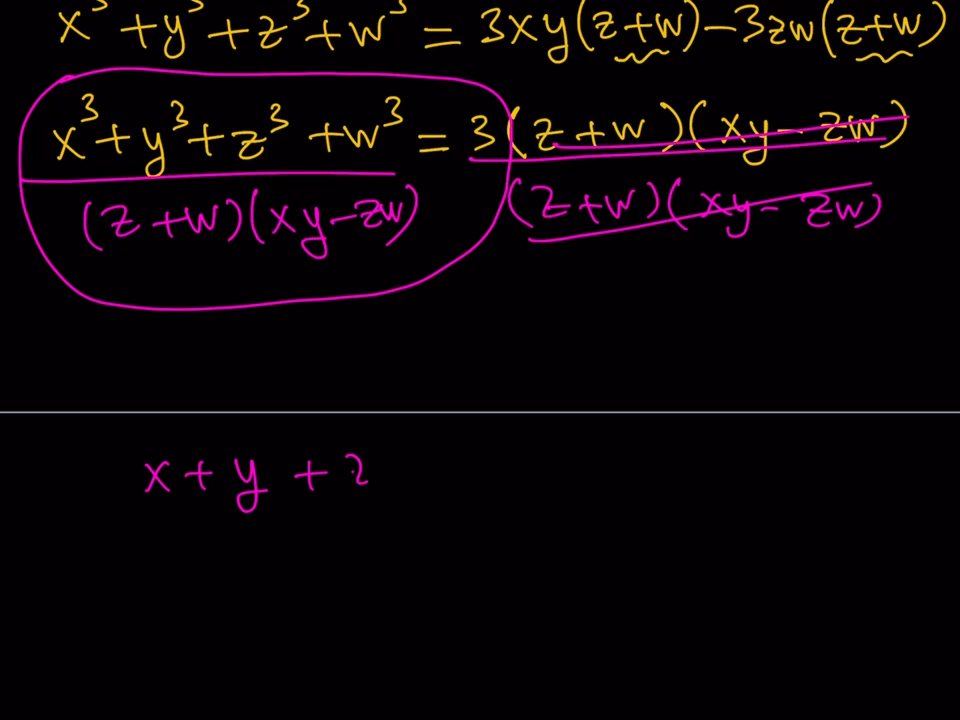 x³ + y³ + z³ + w³ = 3xy(z+w) − 3zw(z+w)
x³ + y³ + z³ + w³ = 3(z+w)(xy − zw)
(z+w)(xy−zw) (z+w)(xy − zw)
x + y + z